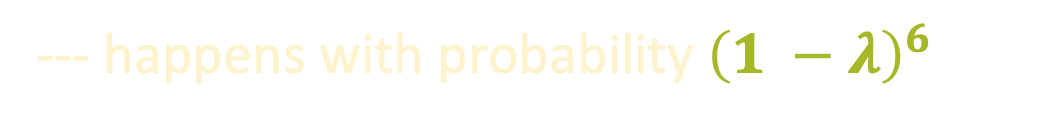 --- happens with probability (𝟏 − 𝝀)⁶